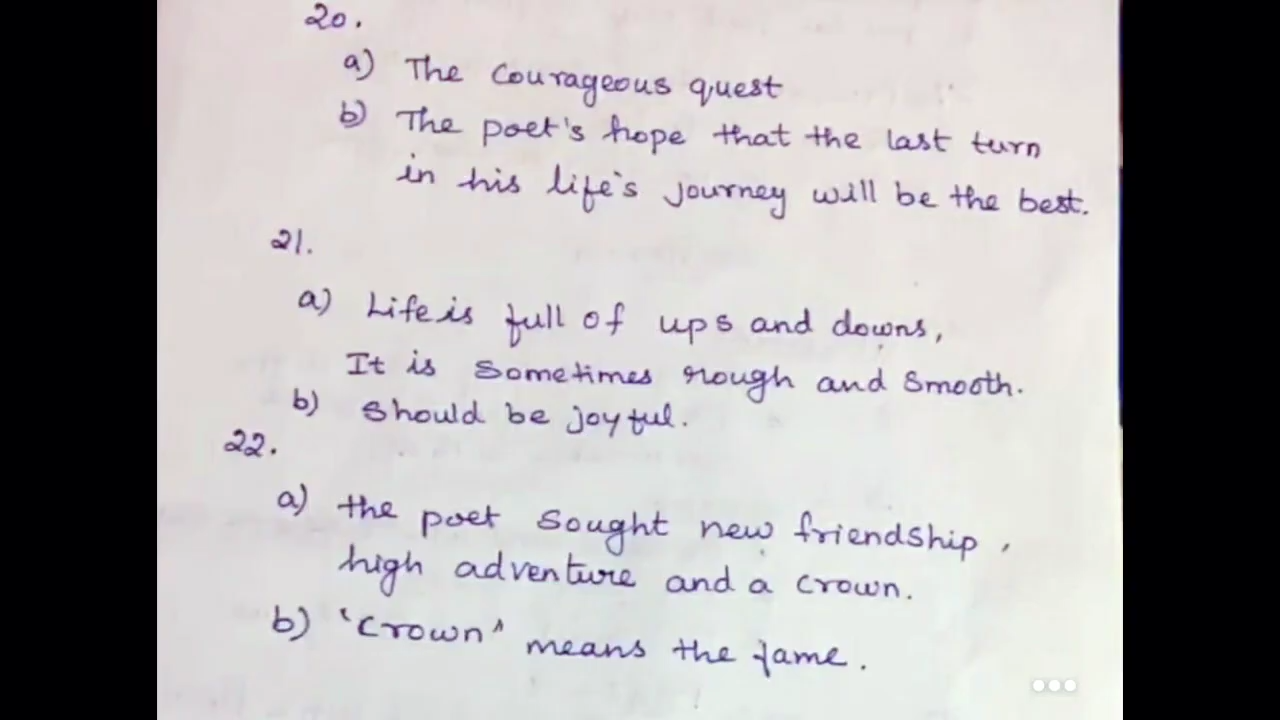 20.
a) The courageous quest
b) The poet's hope that the last turn
in his life's journey will be the best.
21.
a) Life is full of ups and downs,
It is sometimes rough and smooth.
b) should be joyful.
22.
a) the poet sought new friendship,
high adventure and a crown.
b) 'crown' means the fame.